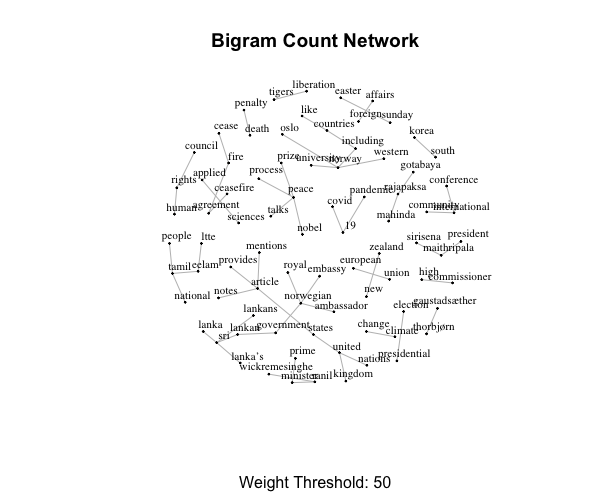 Bigram Count Network
liberation
tigers
easter
affairs
penalty
like
foreign
sunday
cease
death
oslo
countries
korea
council
including
fire
prize
university
norway
western
south
applied
process
gotabaya
rights
ceasefire
peace
pandemic
rajapaksa
conference
human
agreement
sciences
talks
covid
19
mahinda
community
international
nobel
people
ltte
mentions
zealand
sirisena
president
maithripala
tamil
eelam
provides
royal
embassy
european
union
high
commissioner
article
notes
national
norwegian
ambassador
new
election
gaustadsæther
lankans
lanka
lankan
government
states
change
climate
thorbjørn
sri
lanka's
prime
united
nations
presidential
wickremesinghe
minister
ranil
kingdom
Weight Threshold: 50